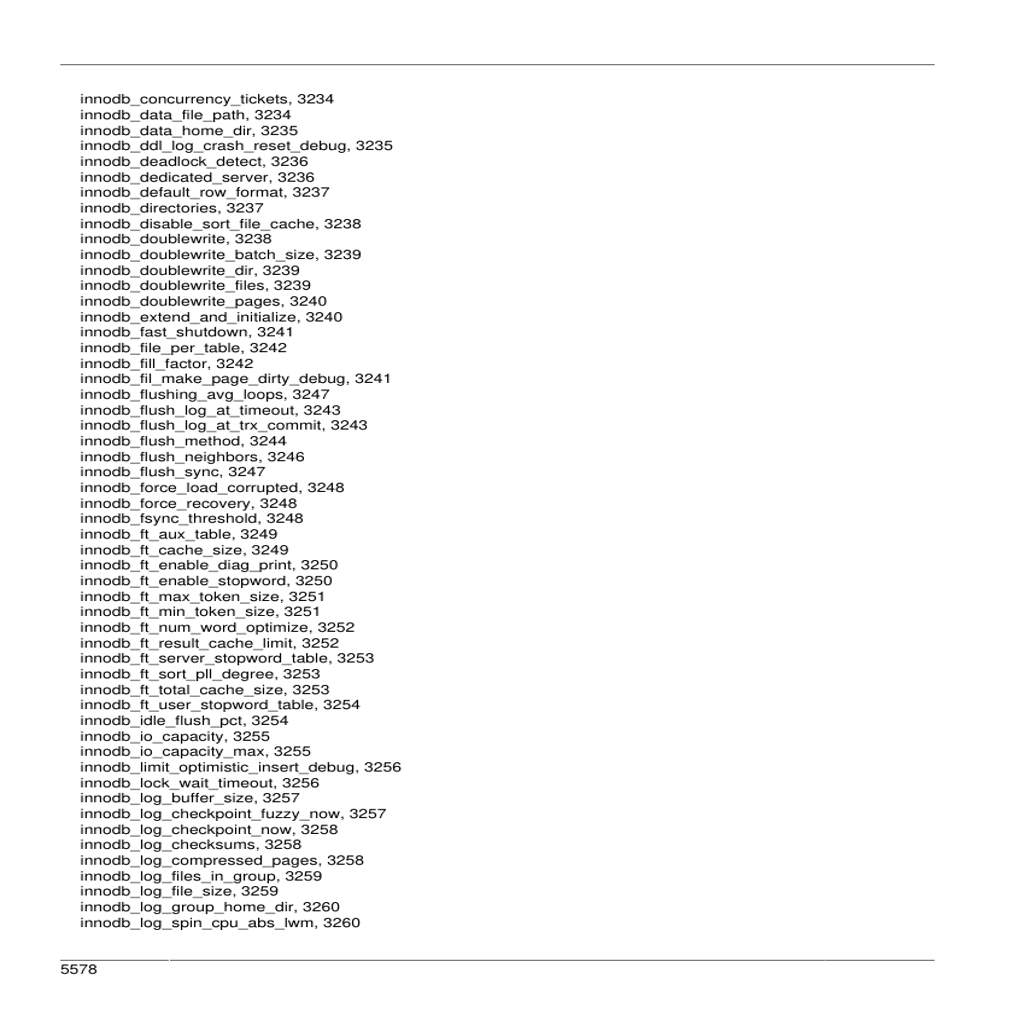 innodb_concurrency_tickets, 3234
innodb_data_file_path, 3234
innodb_data_home_dir, 3235
innodb_ddl_log_crash_reset_debug, 3235
innodb_deadlock_detect, 3236
innodb_dedicated_server, 3236
innodb_default_row_format, 3237
innodb_directories, 3237
innodb_disable_sort_file_cache, 3238
innodb_doublewrite, 3238
innodb_doublewrite_batch_size, 3239
innodb_doublewrite_dir, 3239
innodb_doublewrite_files, 3239
innodb_doublewrite_pages, 3240
innodb_extend_and_initialize, 3240
innodb_fast_shutdown, 3241
innodb_file_per_table, 3242
innodb_fill_factor, 3242
innodb_fil_make_page_dirty_debug, 3241
innodb_flushing_avg_loops, 3247
innodb_flush_log_at_timeout, 3243
innodb_flush_log_at_trx_commit, 3243
innodb_flush_method, 3244
innodb_flush_neighbors, 3246
innodb_flush_sync, 3247
innodb_force_load_corrupted, 3248
innodb_force_recovery, 3248
innodb_fsync_threshold, 3248
innodb_ft_aux_table, 3249
innodb_ft_cache_size, 3249
innodb_ft_enable_diag_print, 3250
innodb_ft_enable_stopword, 3250
innodb_ft_max_token_size, 3251
innodb_ft_min_token_size, 3251
innodb_ft_num_word_optimize, 3252
innodb_ft_result_cache_limit, 3252
innodb_ft_server_stopword_table, 3253
innodb_ft_sort_pll_degree, 3253
innodb_ft_total_cache_size, 3253
innodb_ft_user_stopword_table, 3254
innodb_idle_flush_pct, 3254
innodb_io_capacity, 3255
innodb_io_capacity_max, 3255
innodb_limit_optimistic_insert_debug, 3256
innodb_lock_wait_timeout, 3256
innodb_log_buffer_size, 3257
innodb_log_checkpoint_fuzzy_now, 3257
innodb_log_checkpoint_now, 3258
innodb_log_checksums, 3258
innodb_log_compressed_pages, 3258
innodb_log_files_in_group, 3259
innodb_log_file_size, 3259
innodb_log_group_home_dir, 3260
innodb_log_spin_cpu_abs_lwm, 3260
5578